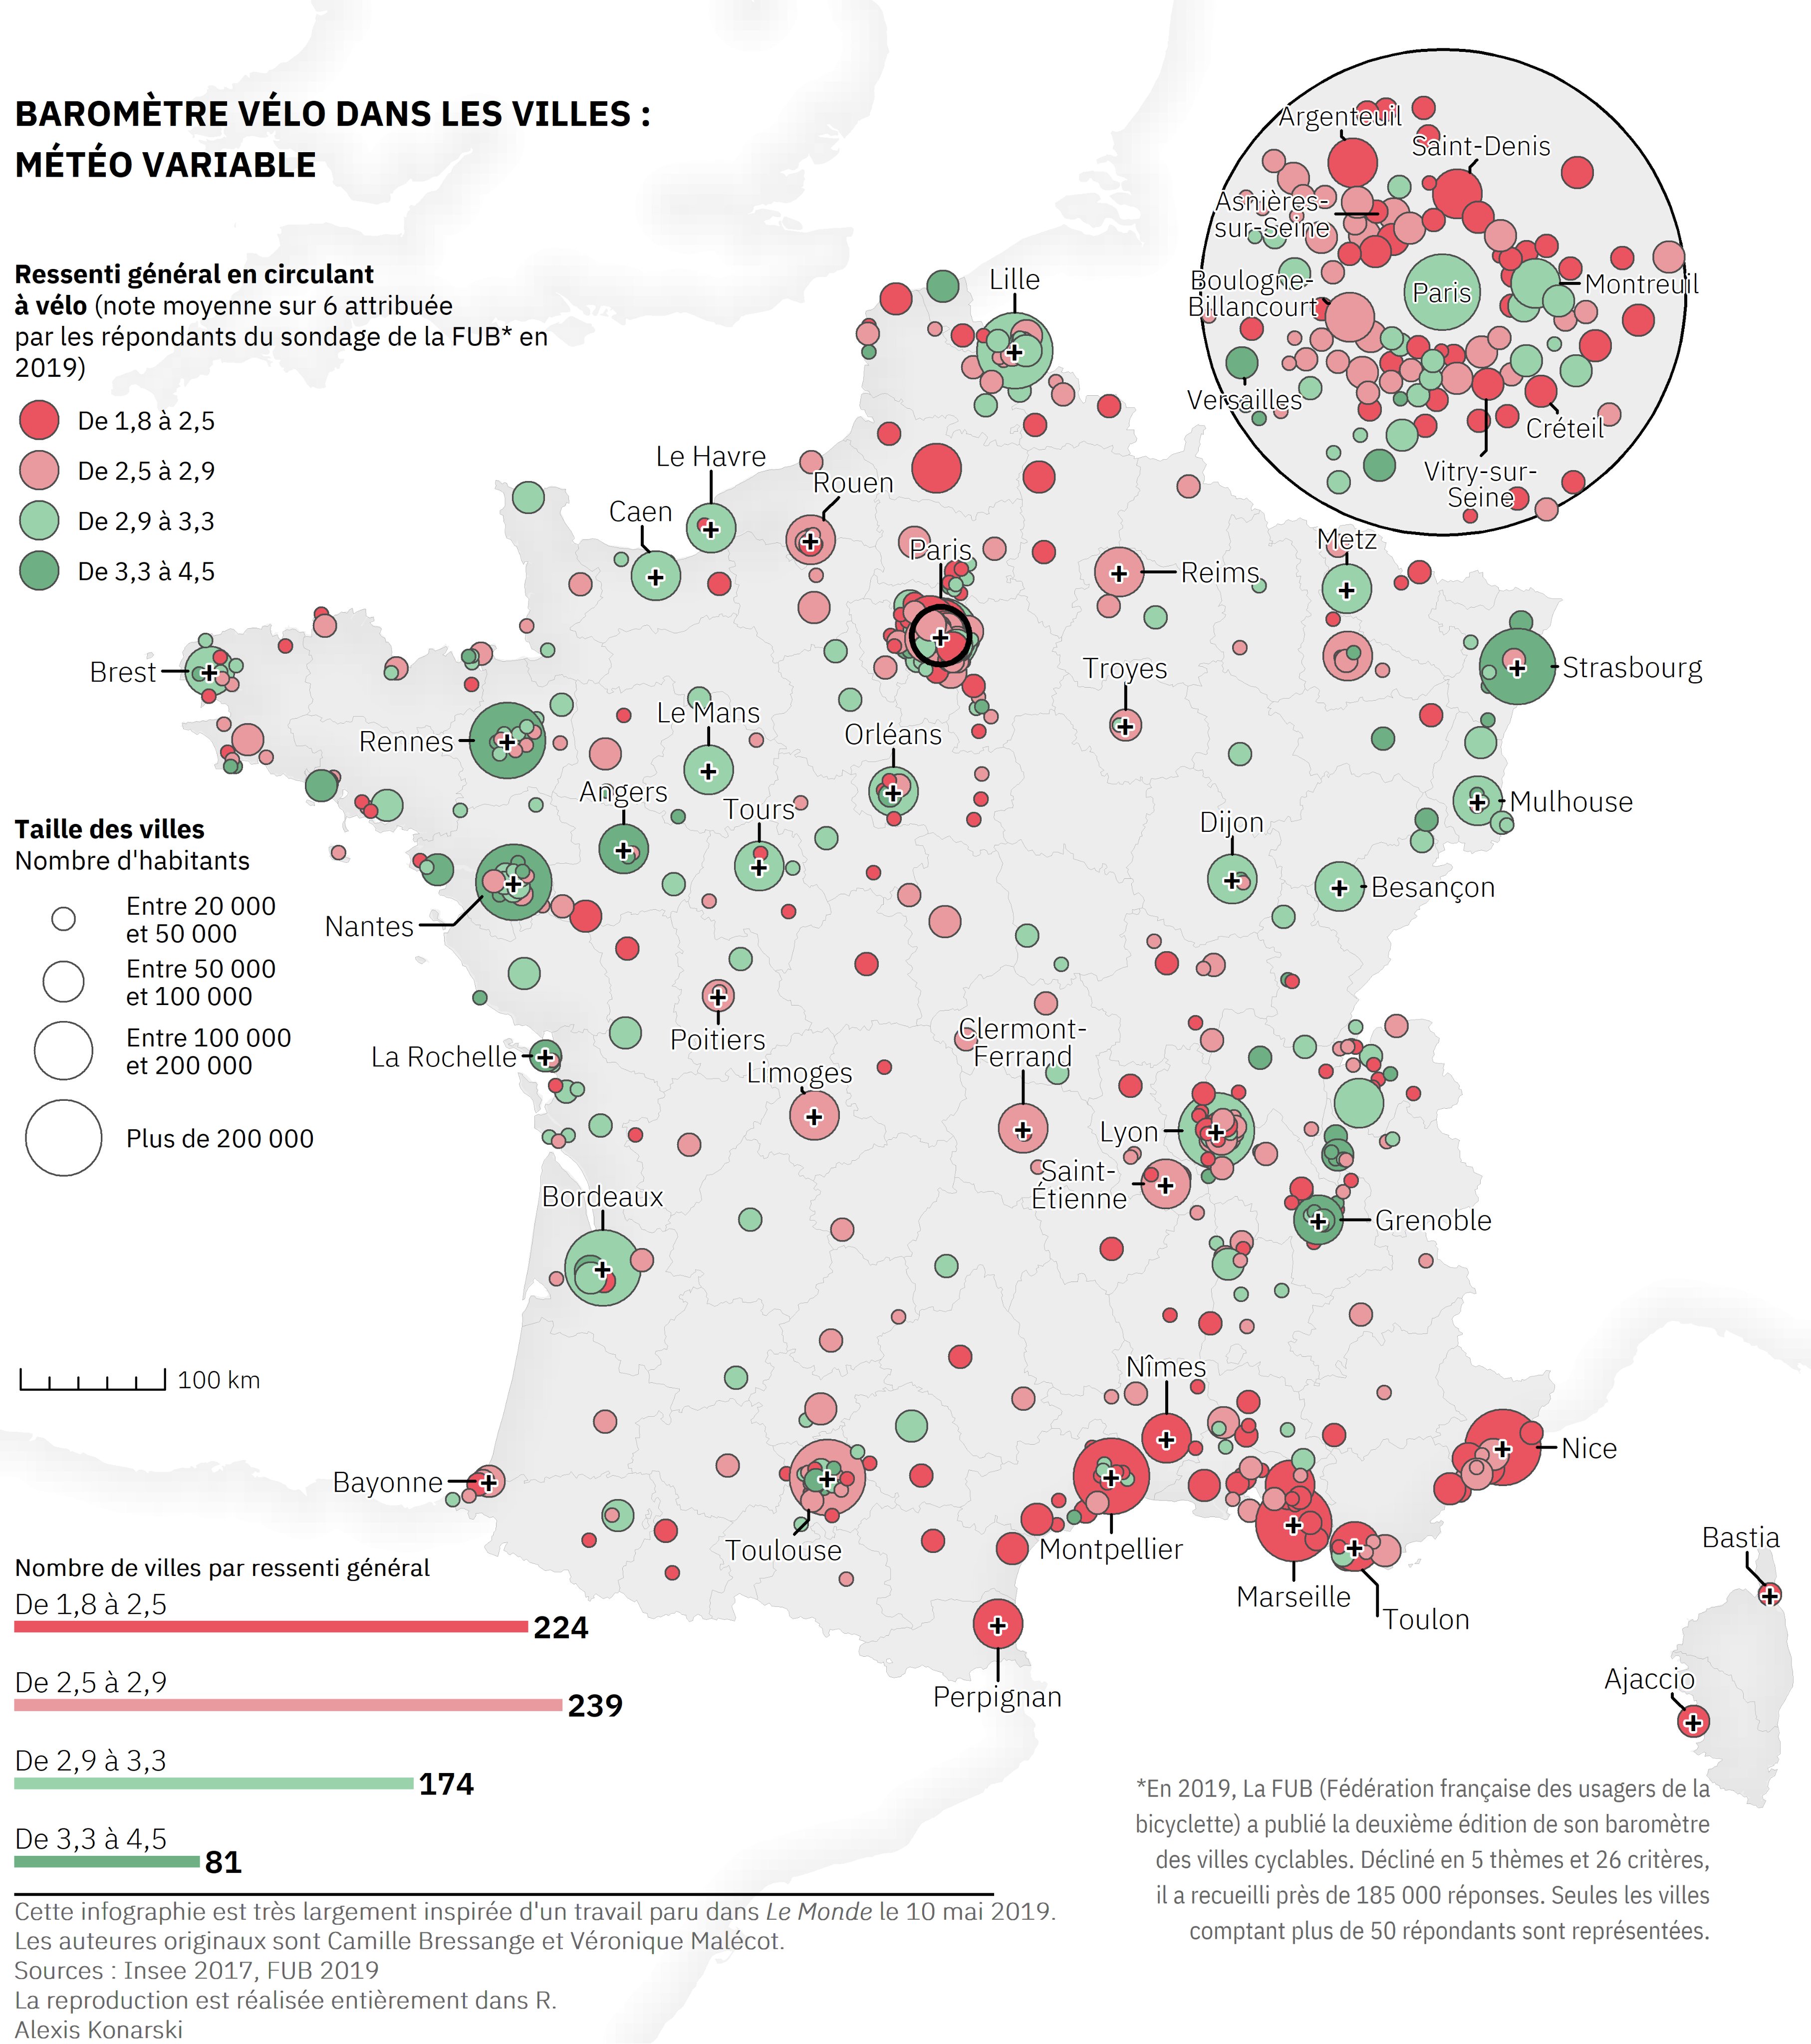 BAROMÈTRE VÉLO DANS LES VILLES :
MÉTÉO VARIABLE
Ressenti général en circulant
à vélo (note moyenne sur 6 attribuée
par les répondants du sondage de la FUB* en
2019)
De 1,8 à 2,5
De 2,5 à 2,9
De 2,9 à 3,3
De 3,3 à 4,5
Argenteuil
Saint-Denis
Asnières-
sur-Seine
Boulogne-
Billancourt
Paris
Montreuil
Versailles
Créteil
Vitry-sur-
Seine
Lille
Le Havre
Rouen
Caen
Paris
Reims
Metz
Brest
Strasbourg
Troyes
Rennes
Le Mans
Orléans
Angers
Tours
Mulhouse
Dijon
Besançon
Nantes
Taille des villes
Nombre d'habitants
Entre 20 000
et 50 000
Entre 50 000
et 100 000
Entre 100 000
et 200 000
Plus de 200 000
Poitiers
La Rochelle
Limoges
Clermont-
Ferrand
Lyon
Saint-
Étienne
Grenoble
Bordeaux
100 km
Nîmes
Nice
Bayonne
Toulouse
Montpellier
Marseille
Toulon
Perpignan
Bastia
Ajaccio
Nombre de villes par ressenti général
De 1,8 à 2,5
224
De 2,5 à 2,9
239
De 2,9 à 3,3
174
De 3,3 à 4,5
81
*En 2019, La FUB (Fédération française des usagers de la
bicyclette) a publié la deuxième édition de son baromètre
des villes cyclables. Décliné en 5 thèmes et 26 critères,
il a recueilli près de 185 000 réponses. Seules les villes
comptant plus de 50 répondants sont représentées.
Cette infographie est très largement inspirée d'un travail paru dans Le Monde le 10 mai 2019.
Les auteures originaux sont Camille Bressange et Véronique Malécot.
Sources : Insee 2017, FUB 2019
La reproduction est réalisée entièrement dans R.
Alexis Konarski